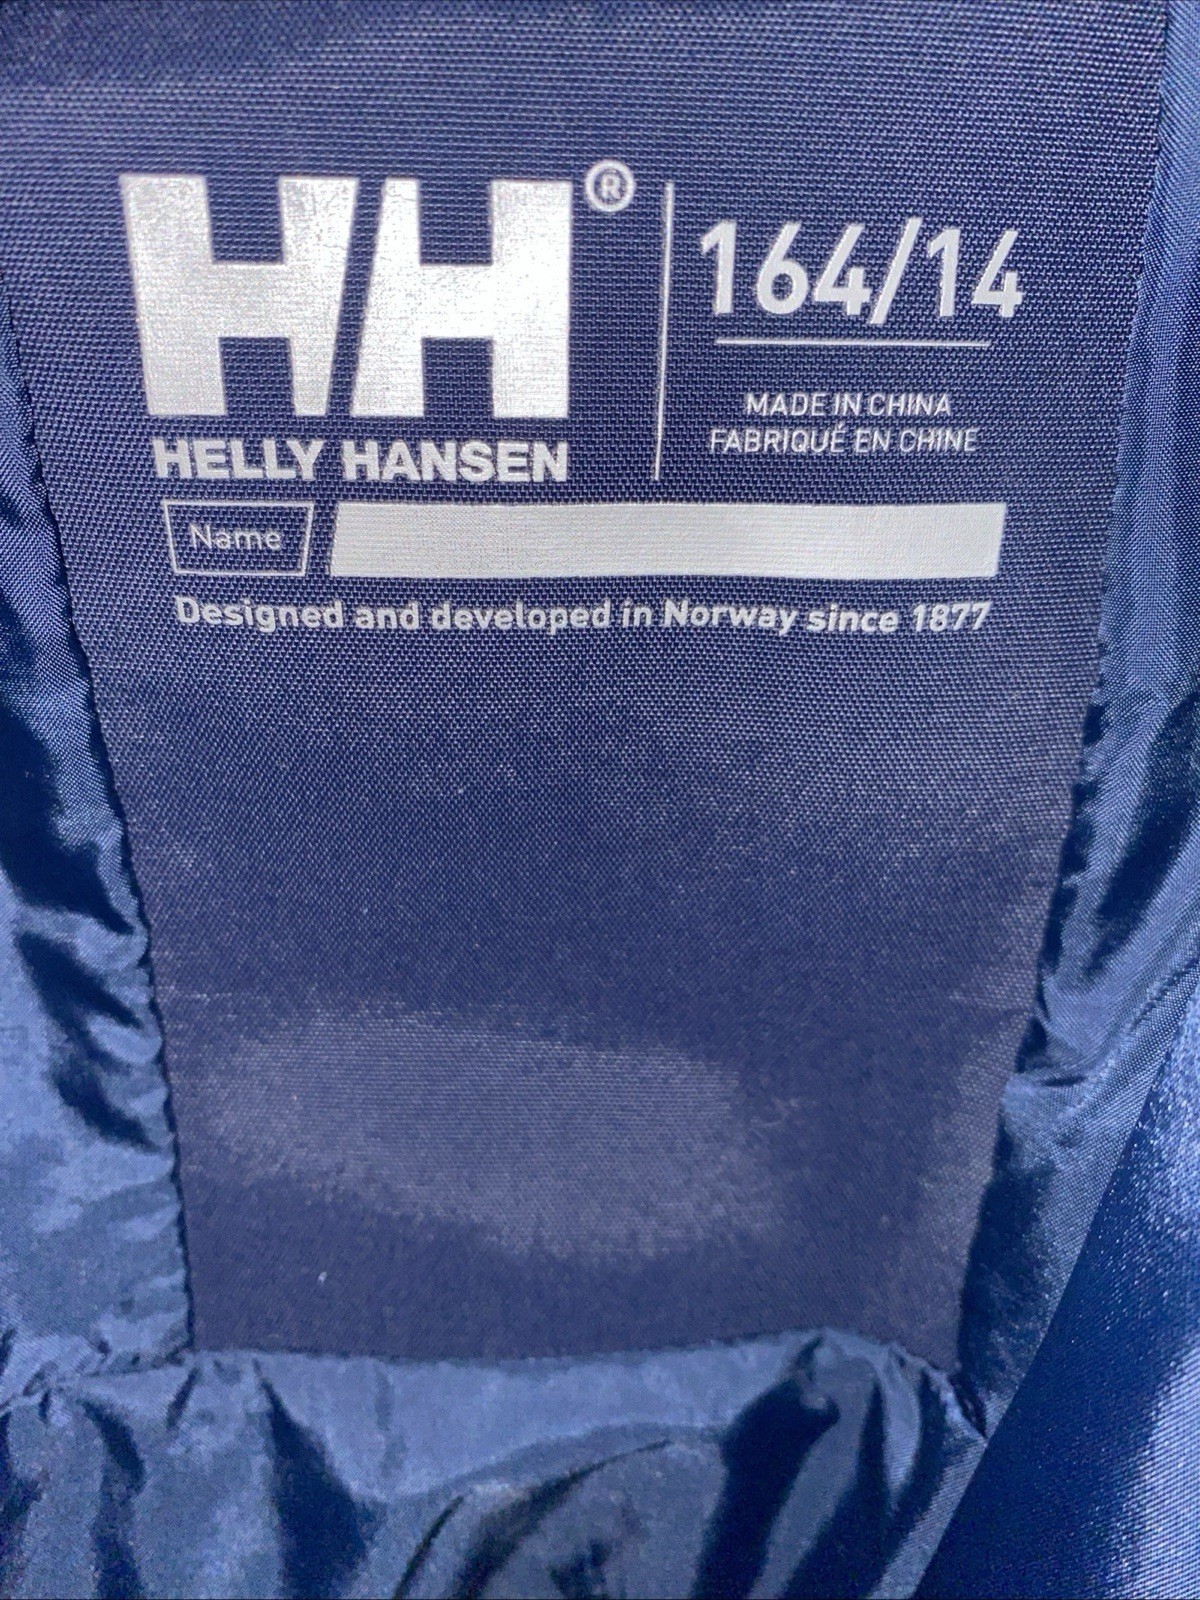 HH®
HELLY HANSEN
164/14
MADE IN CHINA
FABRIQUÉ EN CHINE
Name
Designed and developed in Norway since 1877